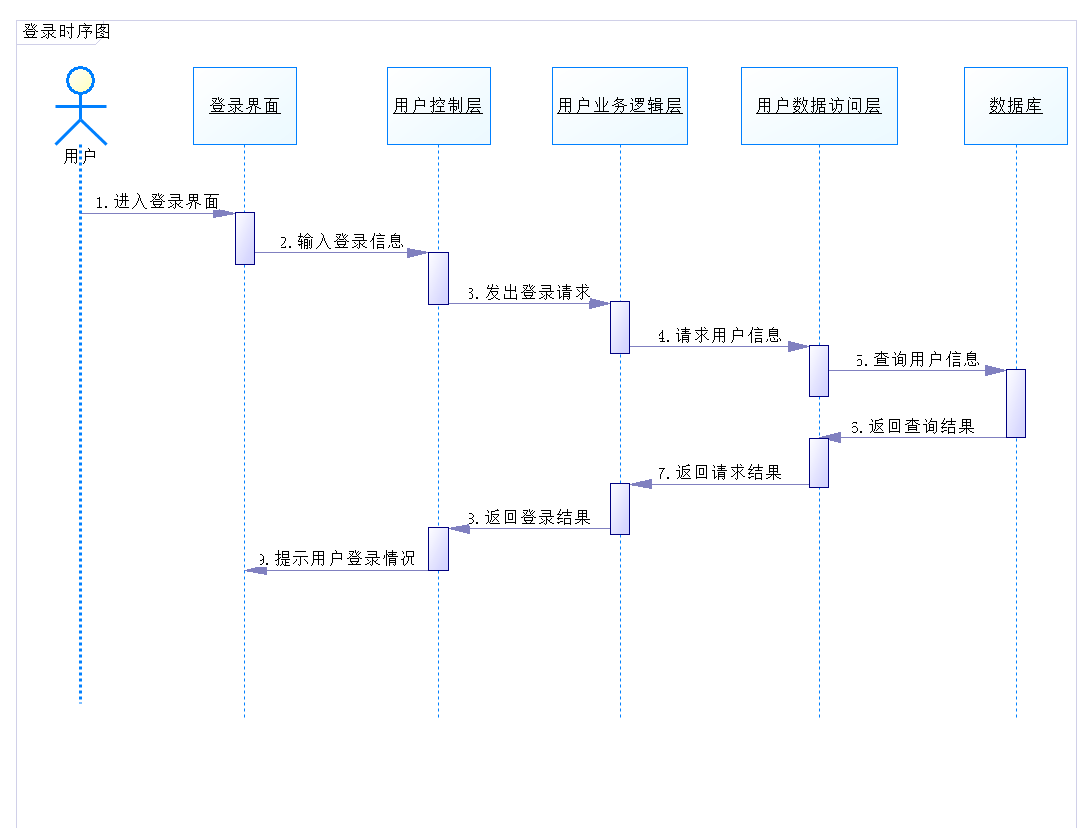 登录时序图
登录界面
用户控制层
用户业务逻辑层
用户数据访问层
数据库
用户
1.进入登录界面
2.输入登录信息
3.发出登录请求
4.请求用户信息
5.查询用户信息
6.返回查询结果
7.返回请求结果
8.返回登录结果
9.提示用户登录情况